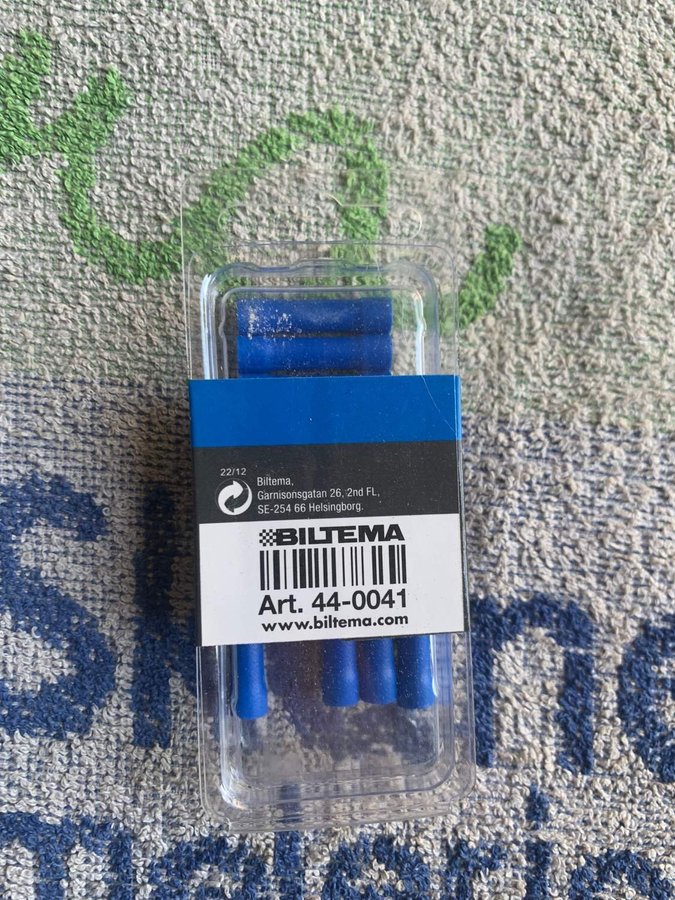 22/12
Biltema,
Garnisonsgatan 26, 2nd FL,
SE-254 66 Helsingborg.
BILTEMA
Art. 44-0041
www.biltema.com